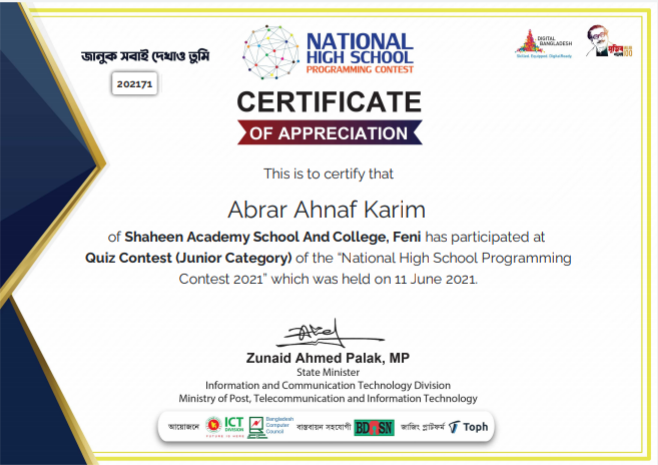 জানুক সবাই দেখাও তুমি
202171
NATIONAL
HIGH SCHOOL
PROGRAMMING CONTEST
DIGITAL
BANGLADESH
CERTIFICATE
OF APPRECIATION
This is to certify that
Abrar Ahnaf Karim
of Shaheen Academy School And College, Feni has participated at
Quiz Contest (Junior Category) of the "National High School Programming
Contest 2021" which was held on 11 June 2021.
Zunaid Ahmed Palak, MP
State Minister
Information and Communication Technology Division
Ministry of Post, Telecommunication and Information Technology
আয়োজনে ICT DIVISION FUTURE IS HERE Bangladesh Computer Council বাস্তবায়ন সহযোগী BDOSN জাজিং প্লাটফর্ম Toph